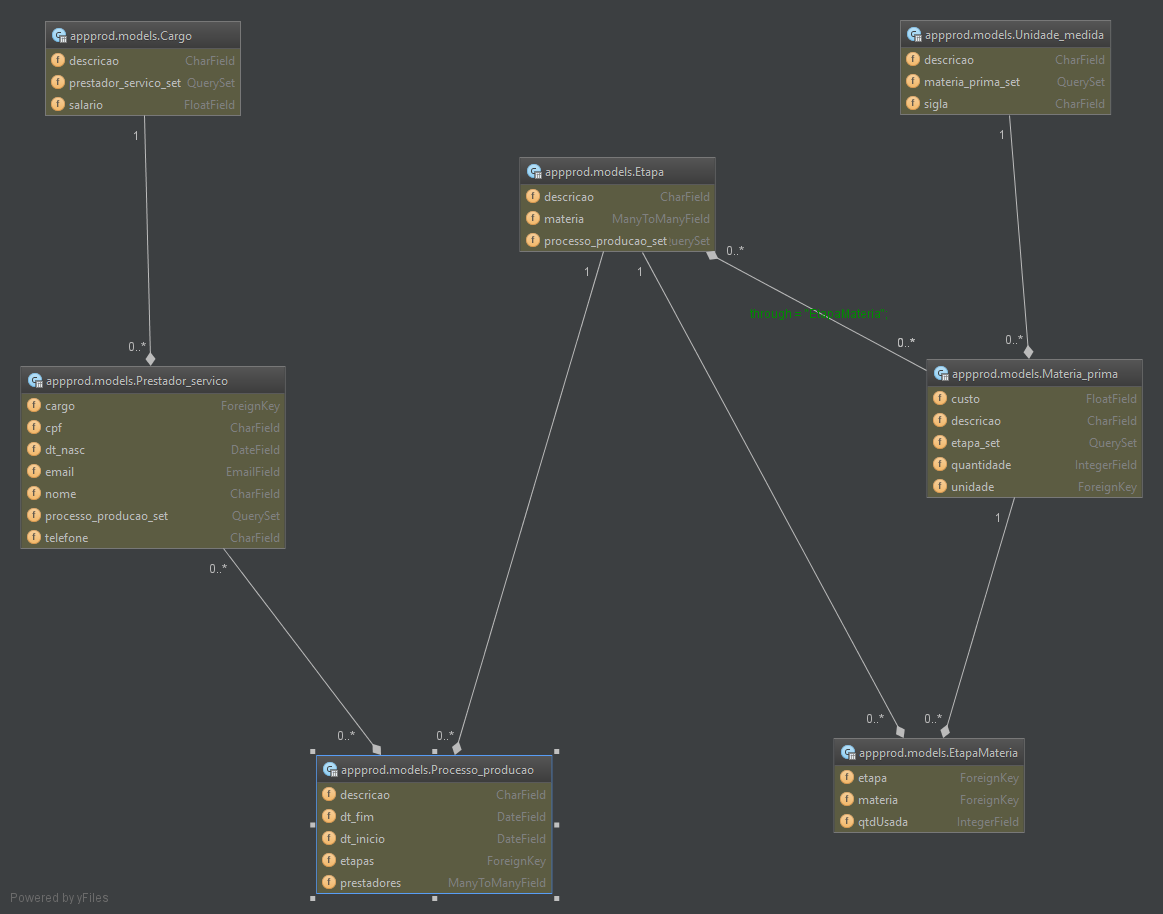 appprod.models.Cargo
descricao CharField
prestador_servico_set QuerySet
salario FloatField
1
0..*
appprod.models.Unidade_medida
descricao CharField
materia_prima_set QuerySet
sigla CharField
1
0..*
appprod.models.Etapa
descricao CharField
materia ManyToManyField
processo_producao_set uerySet
1
1
0..*
through = "EtapaMateria";
0..*
appprod.models.Prestador_servico
cargo ForeignKey
cpf CharField
dt_nasc DateField
email EmailField
nome CharField
processo_producao_set QuerySet
telefone CharField
0..*
appprod.models.Materia_prima
custo FloatField
descricao CharField
etapa_set QuerySet
quantidade IntegerField
unidade ForeignKey
1
0..*
0..*
0..*
0..*
appprod.models.Processo_producao
descricao CharField
dt_fim DateField
dt_inicio DateField
etapas ForeignKey
prestadores ManyToManyField
appprod.models.EtapaMateria
etapa ForeignKey
materia ForeignKey
qtdUsada IntegerField
Powered by yFiles